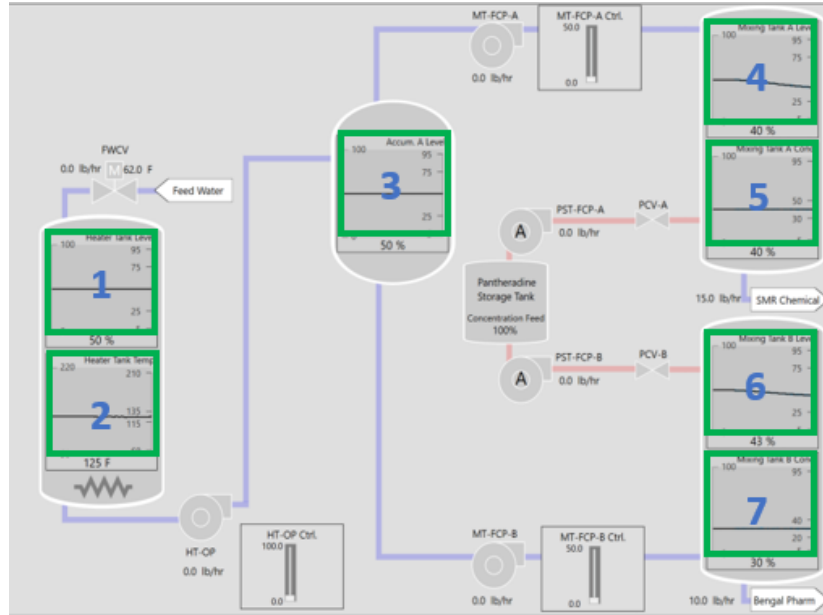 MT-FCP-A
0.0 lb/hr
MT-FCP-A Ctrl.
50.0
0.0
Mixing Tank A Leve
100
95
4
25
40 %
Mixing Tank A Conc
5
50
30
40 %
15.0 lb/hr
SMR Chemical
FWCV
0.0 lb/hr
M
62.0 F
Feed Water
Accum. A Leve
100
95
75
3
25
50 %
Heater Tank Leve
100
95
75
1
25
50 %
Heater Tank Temp
220
210
2
135
115
125 F
PST-FCP-A
0.0 lb/hr
PCV-A
A
Pantheradine
Storage Tank
Concentration Feed
100%
A
PST-FCP-B
0.0 lb/hr
PCV-B
Mixing Tank B Leve
100
95
75
6
25
43 %
Mixing Tank B Conc
100
95
7
40
20
30 %
10.0 lb/hr
Bengal Pharm
HT-OP
0.0 lb/hr
HT-OP Ctrl.
100.0
0.0
MT-FCP-B
0.0 lb/hr
MT-FCP-B Ctrl.
50.0
0.0